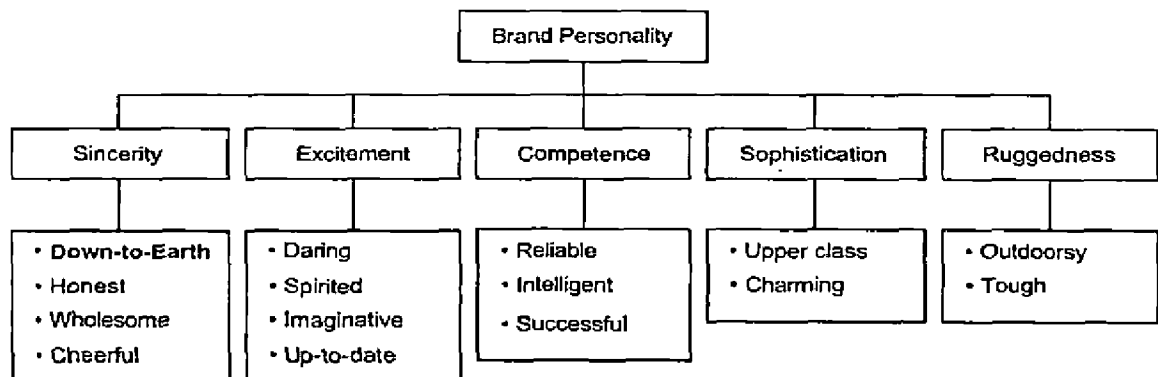 Brand Personality
Sincerity
Excitement
Competence
Sophistication
Ruggedness
• Down-to-Earth
• Honest
• Wholesome
• Cheerful
• Daring
• Spirited
• Imaginative
• Up-to-date
• Reliable
• Intelligent
• Successful
• Upper class
• Charming
• Outdoorsy
• Tough